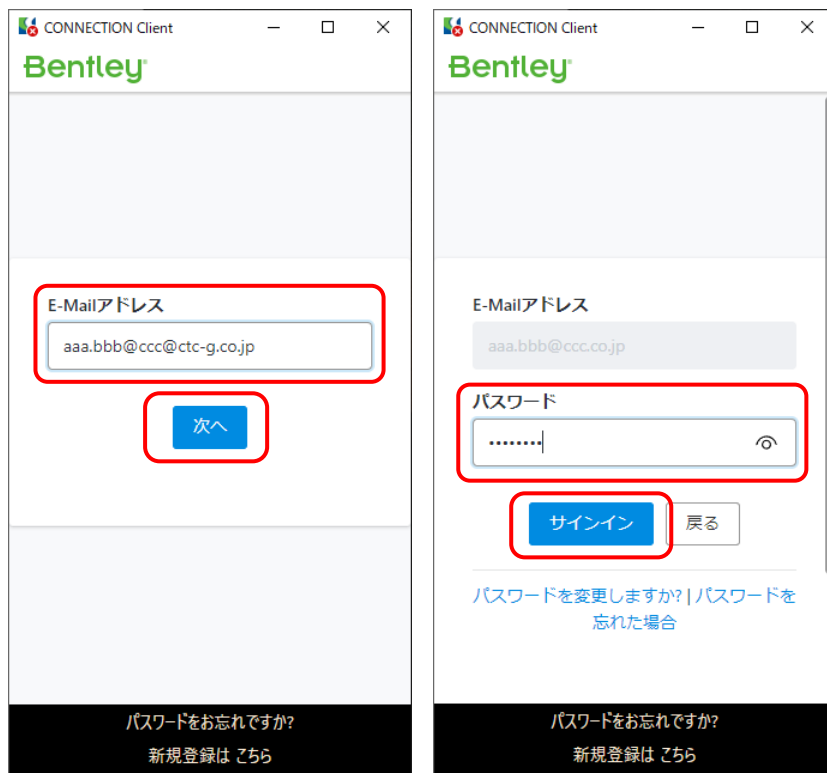 CONNECTION Client
Bentley
E-Mailアドレス
aaa.bbb@ccc@ctc-g.co.jp
次へ
パスワードをお忘れですか?
新規登録は こちら
CONNECTION Client
Bentley
E-Mailアドレス
aaa.bbb@ccc.co.jp
パスワード
••••••••
サインイン
戻る
パスワードを変更しますか? | パスワードを
忘れた場合
パスワードをお忘れですか?
新規登録は こちら